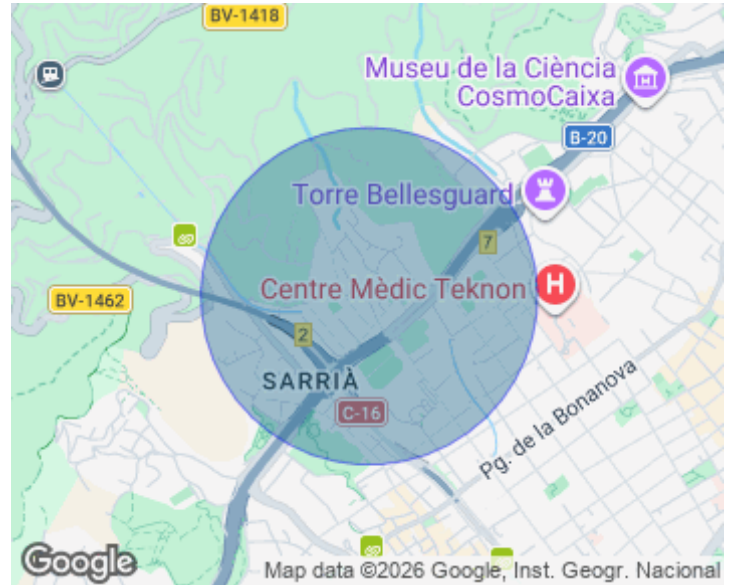 BV-1418
Museu de la Ciència
CosmoCaixa
B-20
Torre Bellesguard
7
Centre Mèdic Teknon
H
BV-1462
2
SARRIÀ
C-16
Pg. de la Bonanova
Google
Map data ©2026 Google, Inst. Geogr. Nacional